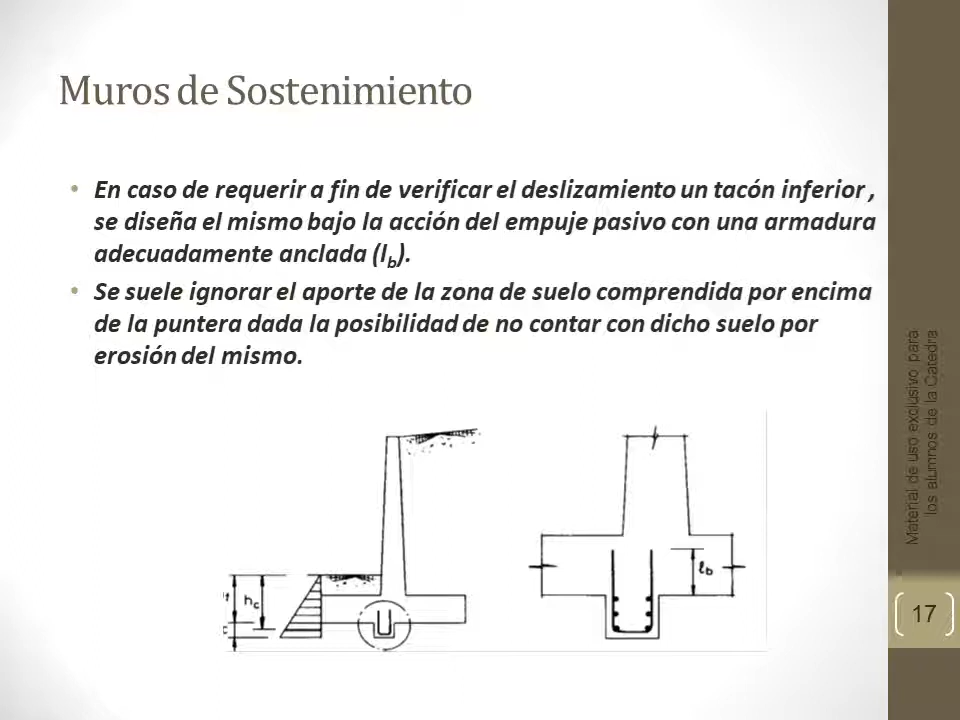 Muros de Sostenimiento
• En caso de requerir a fin de verificar el deslizamiento un tacón inferior ,
se diseña el mismo bajo la acción del empuje pasivo con una armadura
adecuadamente anclada (lb).
• Se suele ignorar el aporte de la zona de suelo comprendida por encima
de la puntera dada la posibilidad de no contar con dicho suelo por
erosión del mismo.
hc
lb
Material de uso exclusivo para
los alumnos de la Catedra
17